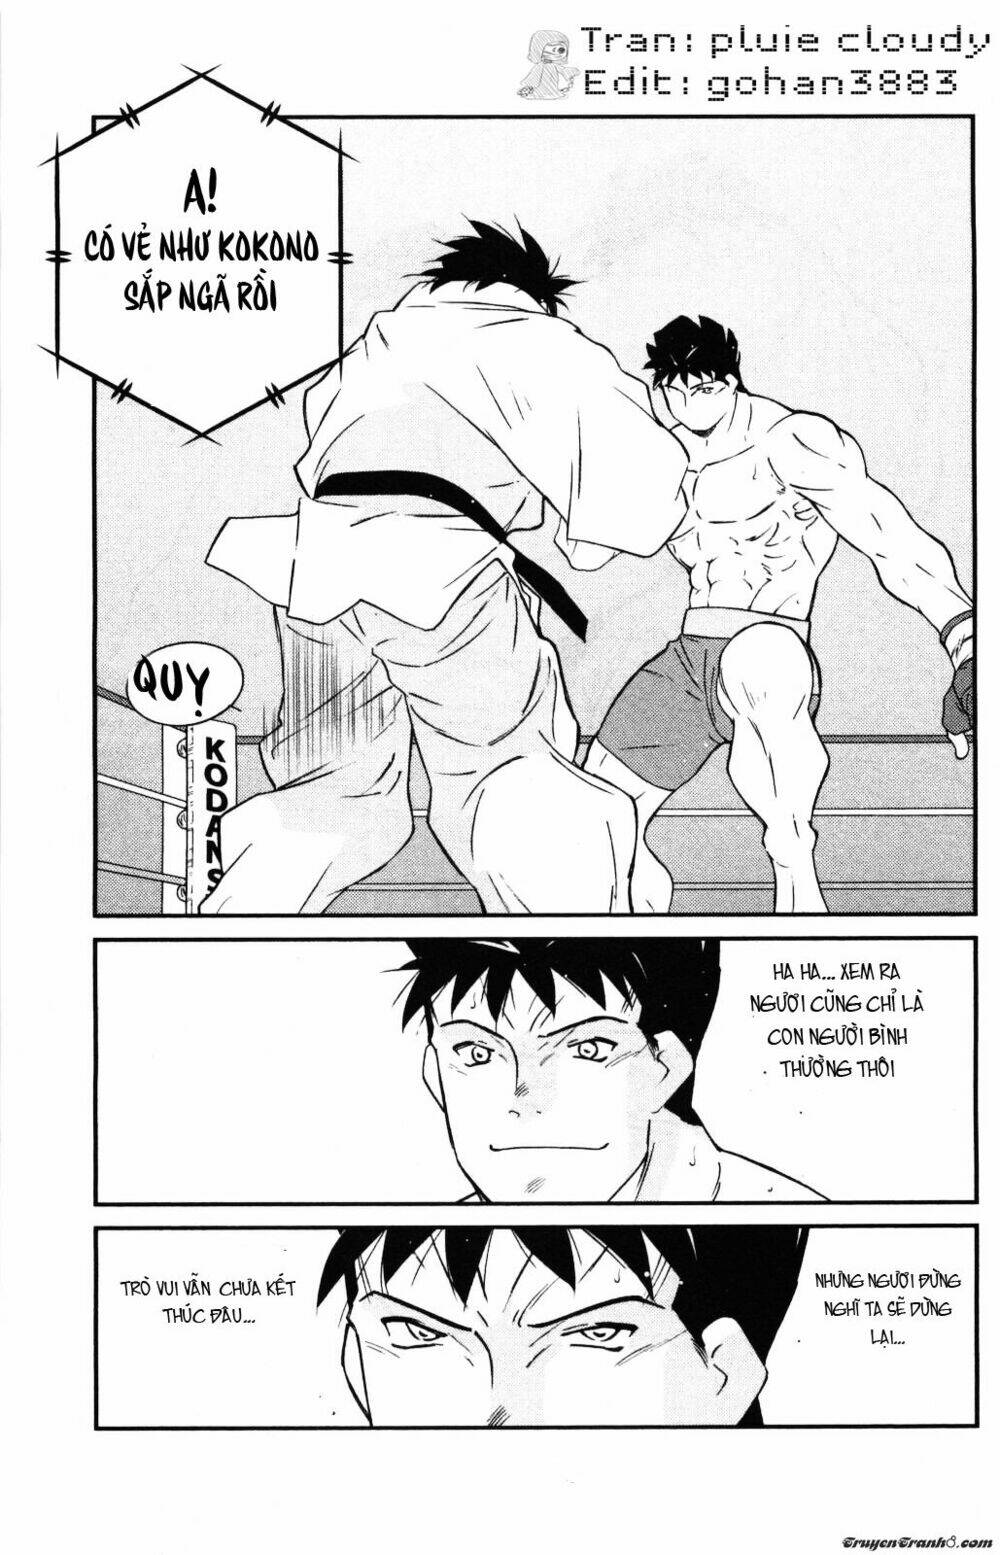 Tran: pluie cloudy
Edit: gohan3883
A!
CÓ VẺ NHƯ KOKONO
SẮP NGÃ RỒI
QUỴ
KODANS
HA HA... XEM RA
NGƯƠI CŨNG CHỈ LÀ
CON NGƯỜI BÌNH
THƯỜNG THÔI
NHƯNG NGƯƠI ĐỪNG
NGHĨ TA SẼ DỪNG
LẠI...
TRÒ VUI VẪN CHƯA KẾT
THÚC ĐÂU...
TruyenTranh8.com